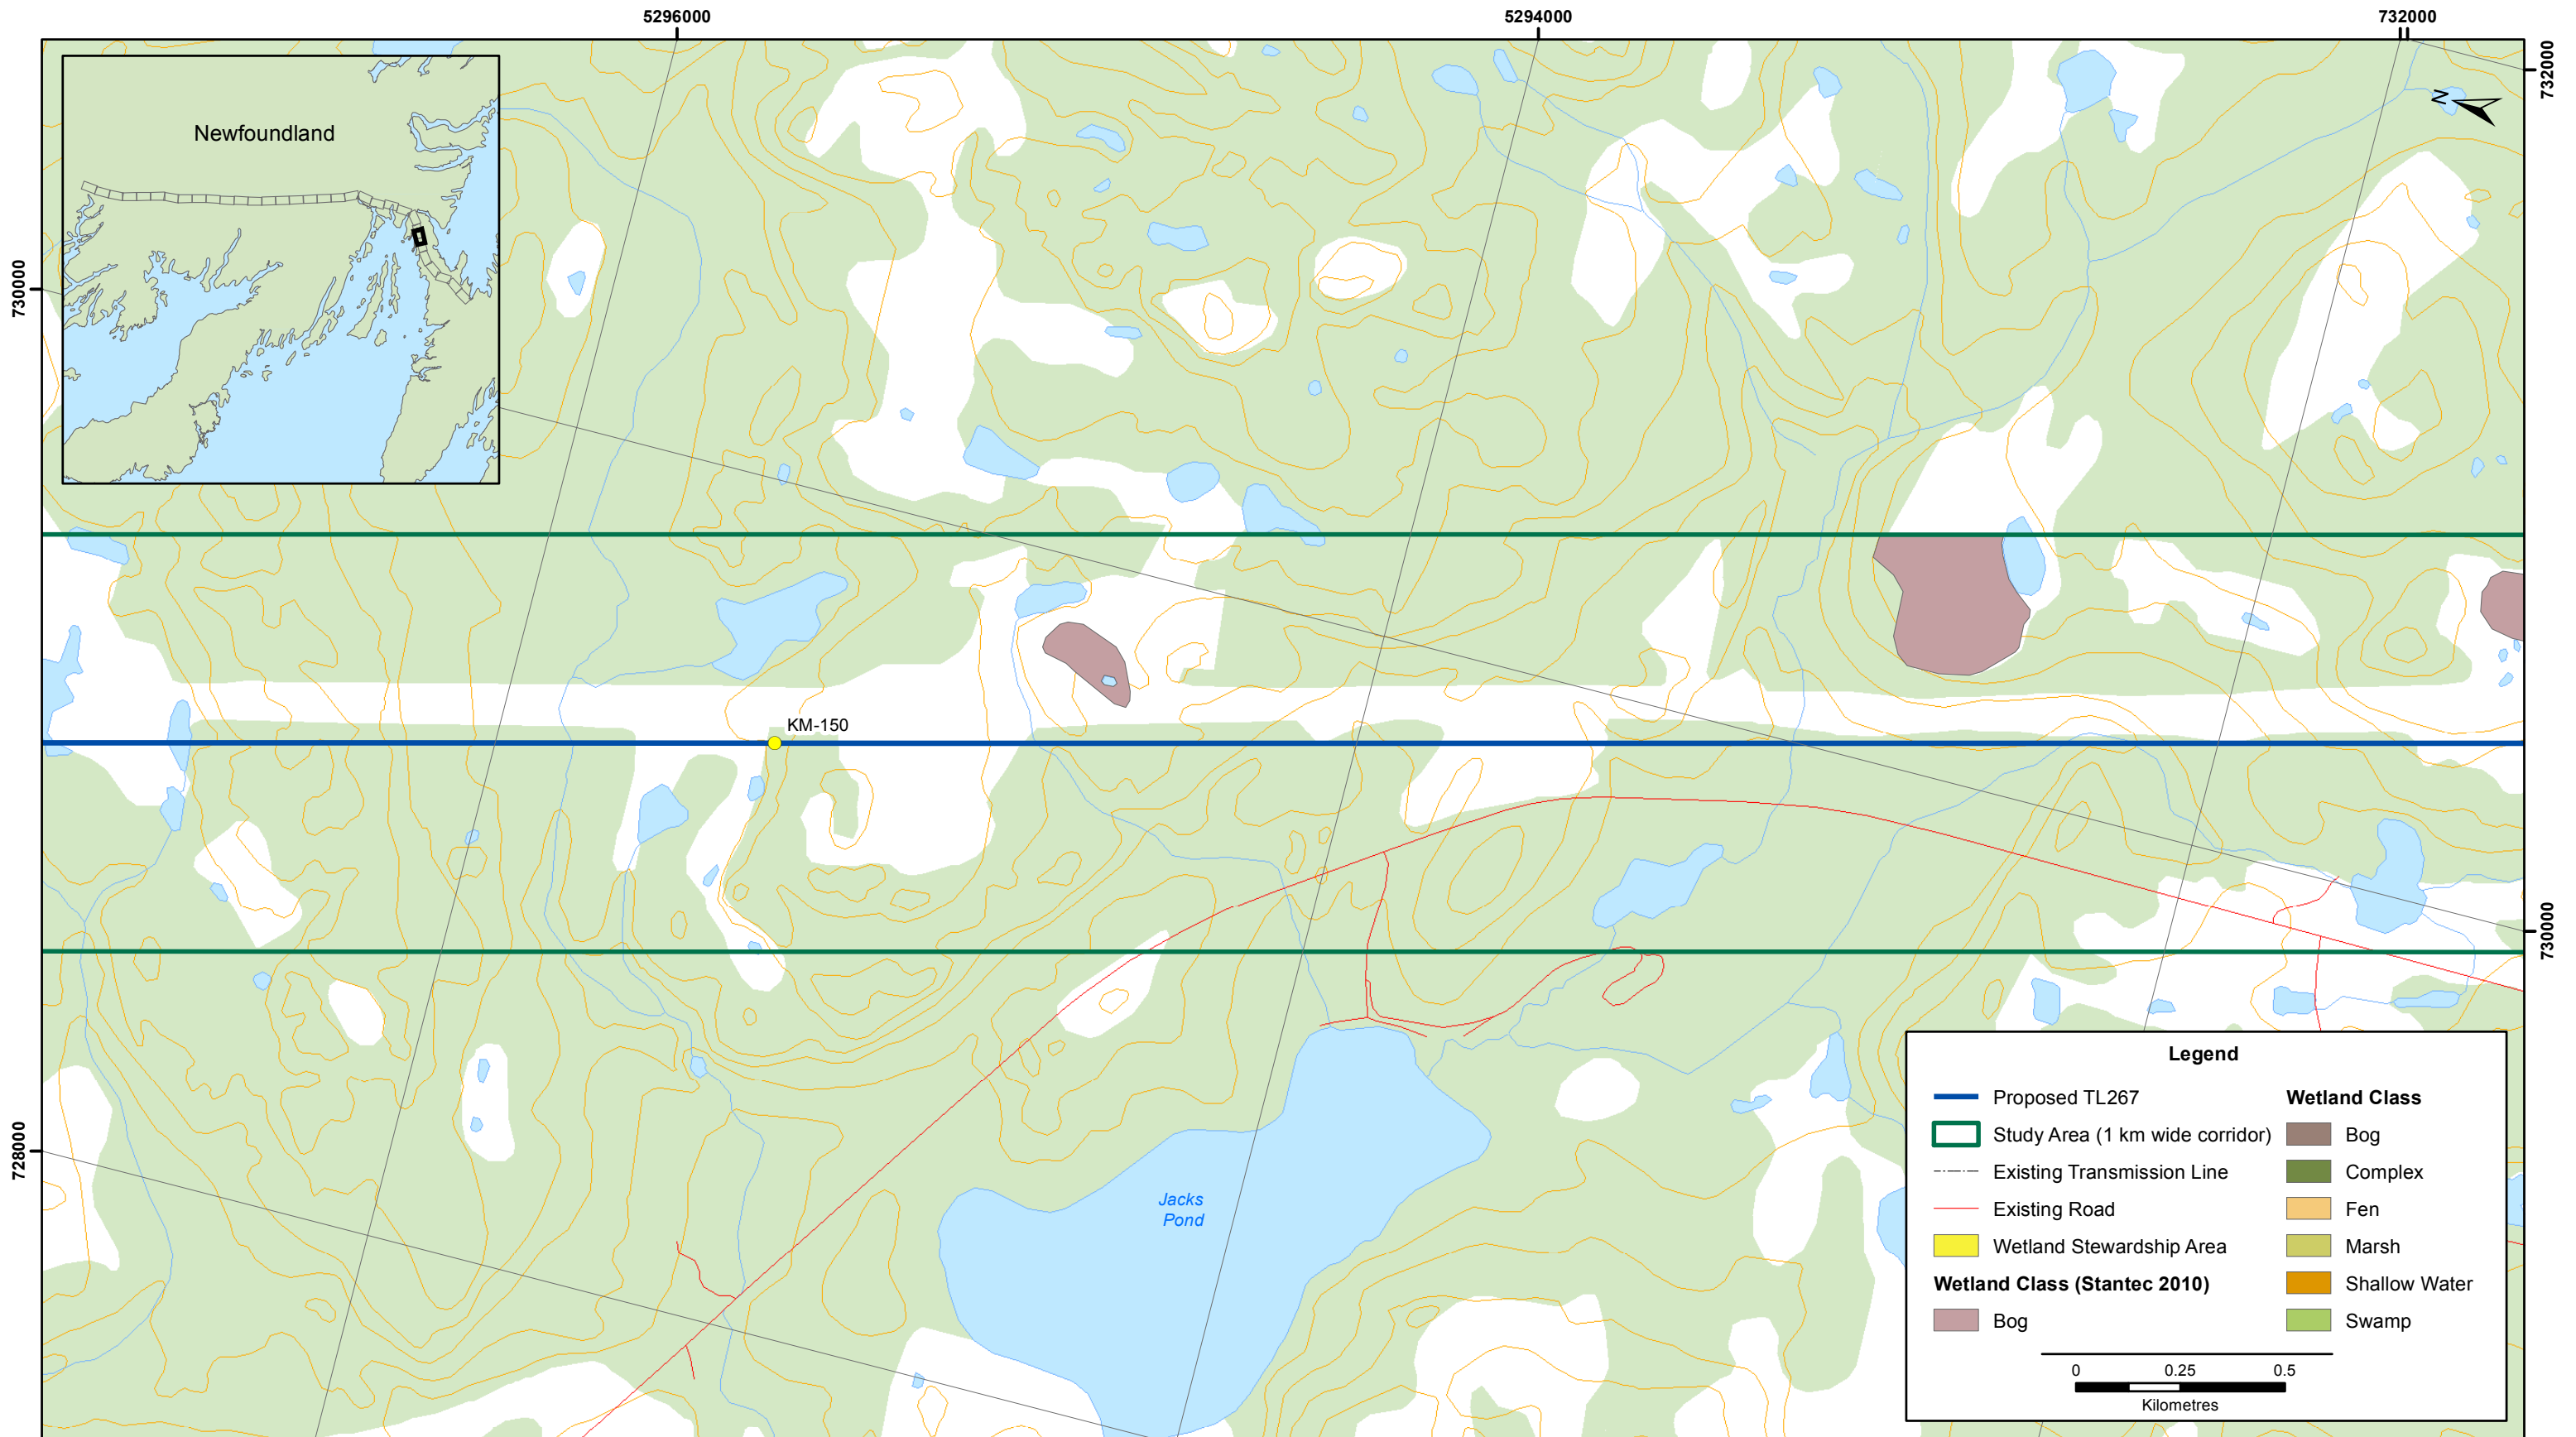 5296000
5294000
732000
732000
Newfoundland
N
730000
KM-150
730000
728000
Jacks
Pond
Legend
Proposed TL267
Study Area (1 km wide corridor)
Existing Transmission Line
Existing Road
Wetland Stewardship Area
Wetland Class (Stantec 2010)
Bog
Wetland Class
Bog
Complex
Fen
Marsh
Shallow Water
Swamp
0 0.25 0.5
Kilometres